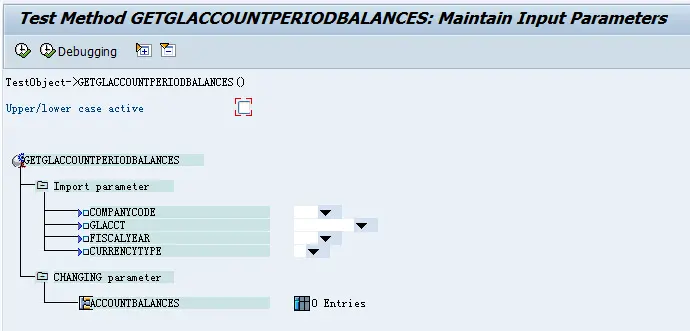 Test Method GETGLACCOUNTPERIODBALANCES: Maintain Input Parameters
Debugging
TestObject->GETGLACCOUNTPERIODBALANCES()
Upper/lower case active
GETGLACCOUNTPERIODBALANCES
Import parameter
COMPANYCODE
GLACCT
FISCALYEAR
CURRENCYTYPE
CHANGING parameter
ACCOUNTBALANCES 0 Entries